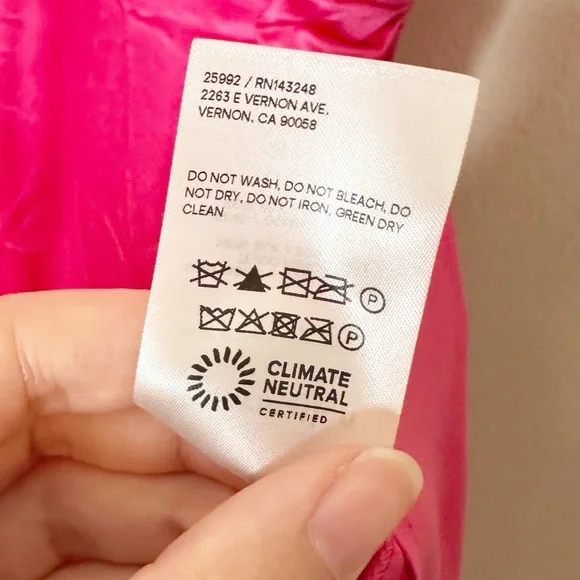 25992 / RN143248
2263 E VERNON AVE.
VERNON, CA 90058
DO NOT WASH, DO NOT BLEACH, DO
NOT DRY, DO NOT IRON, GREEN DRY
CLEAN
P
P
CLIMATE
NEUTRAL
CERTIFIED